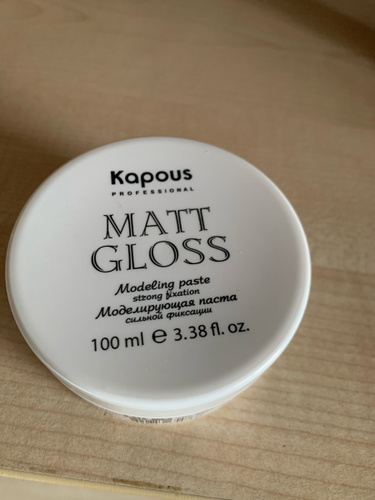 Kapous
PROFESSIONAL
MATT
GLOSS
Modeling paste
strong fixation
Моделирующая паста
сильной фиксации
100 ml e 3.38 fl. oz.